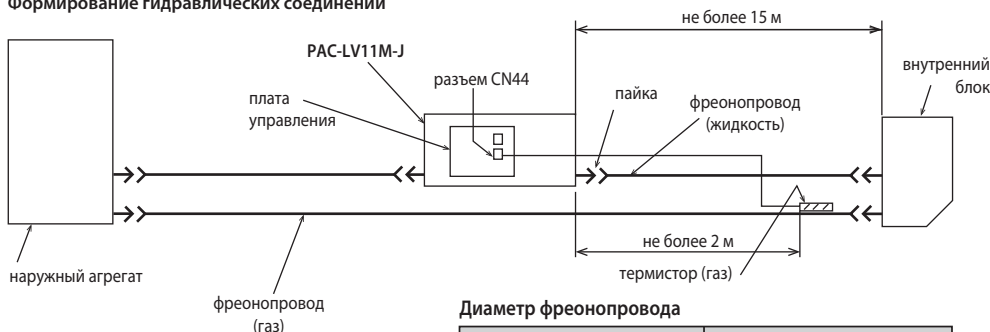 Формирование гидравлических соединений
не более 15 м
PAC-LV11M-J
разъем CN44
внутренний
блок
плата
управления
пайка
фреонопровод
(жидкость)
не более 2 м
термистор (газ)
наружный агрегат
фреонопровод
(газ)
Диаметр фреонопровода